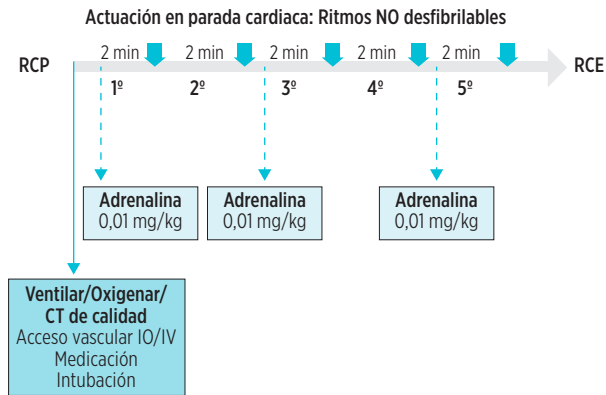 Actuación en parada cardiaca: Ritmos NO desfibrilables
2 min 2 min 2 min 2 min 2 min
RCP RCE
1º 2º 3º 4º 5º
Adrenalina Adrenalina Adrenalina
0,01 mg/kg 0,01 mg/kg 0,01 mg/kg
Ventilar/Oxigenar/
CT de calidad
Acceso vascular IO/IV
Medicación
Intubación